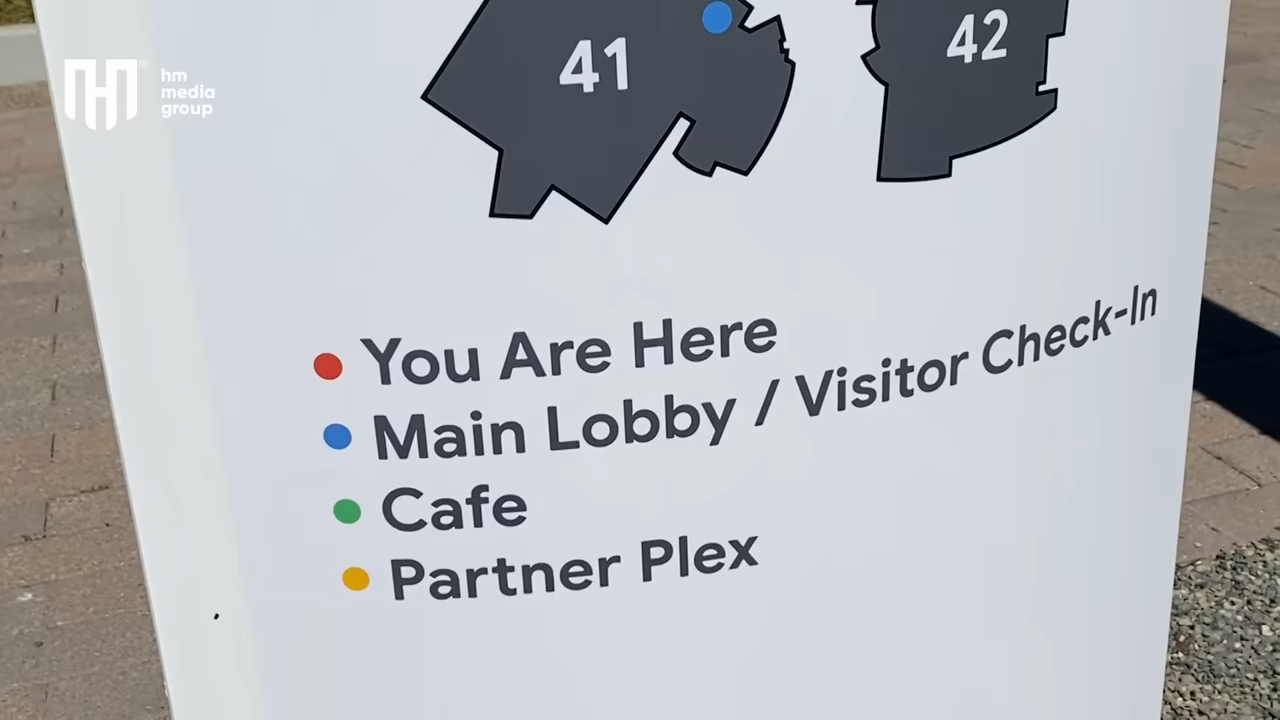 hm
media
group
41
42
You Are Here
Main Lobby / Visitor Check-In
Cafe
Partner Plex